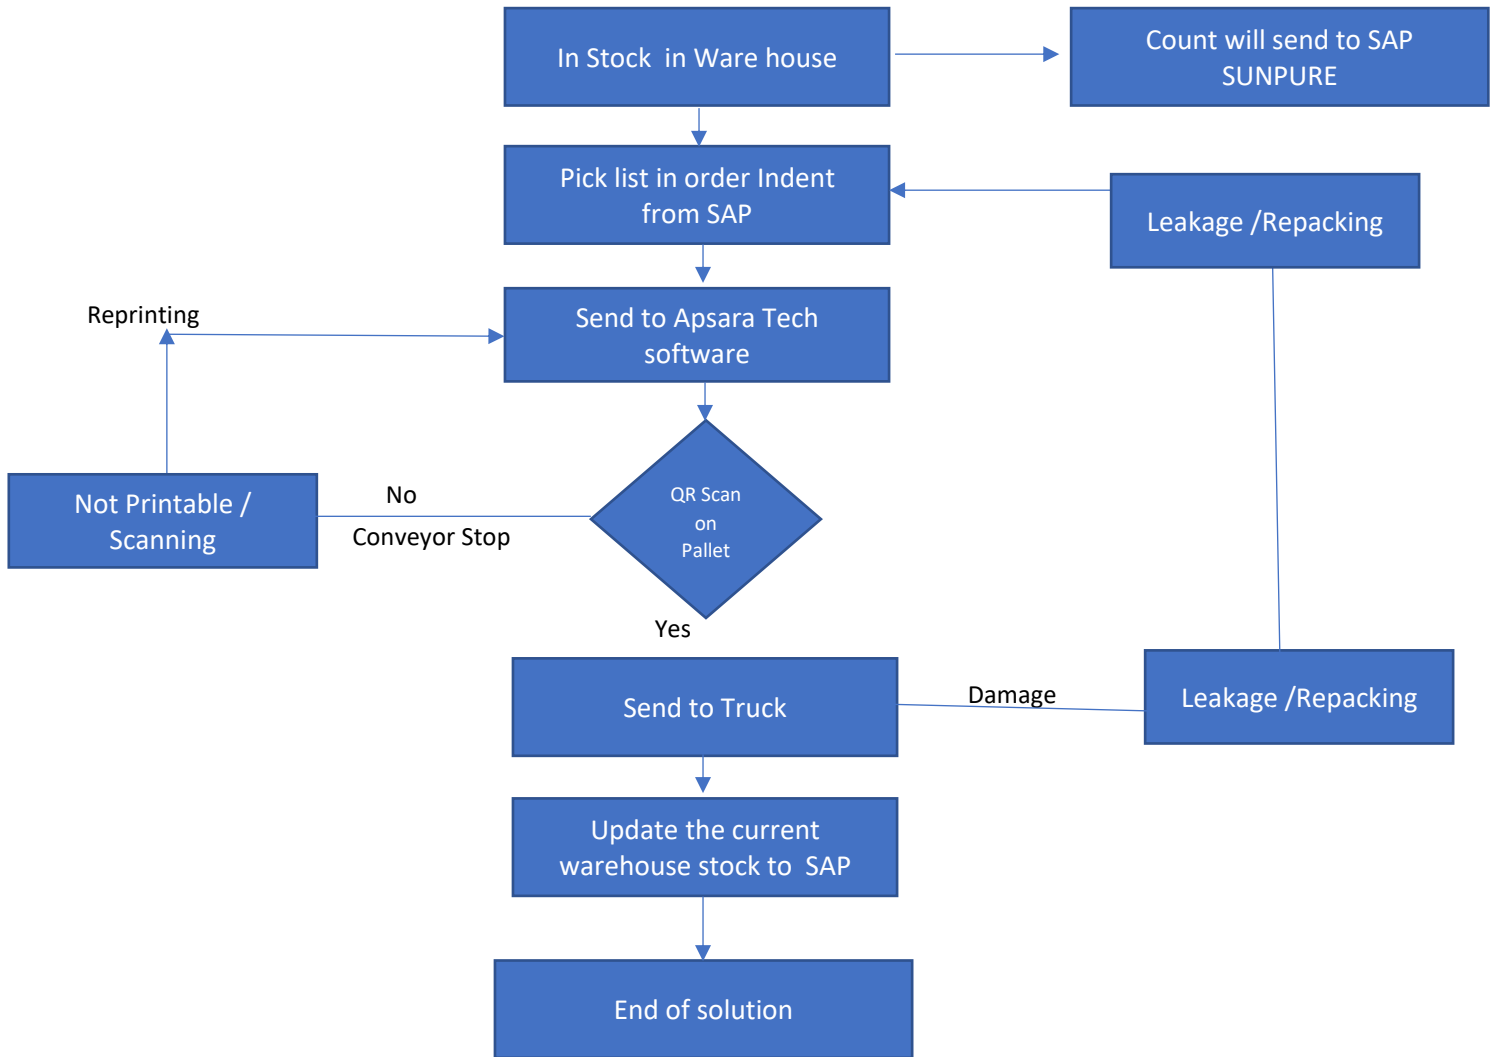 In Stock  in Ware house
Count will send to SAP
SUNPURE
Pick list in order Indent
from SAP
Leakage /Repacking
Reprinting
Send to Apsara Tech
software
Not Printable /
Scanning
No
Conveyor Stop
QR Scan
on
Pallet
Yes
Send to Truck
Damage
Leakage /Repacking
Update the current
warehouse stock to  SAP
End of solution